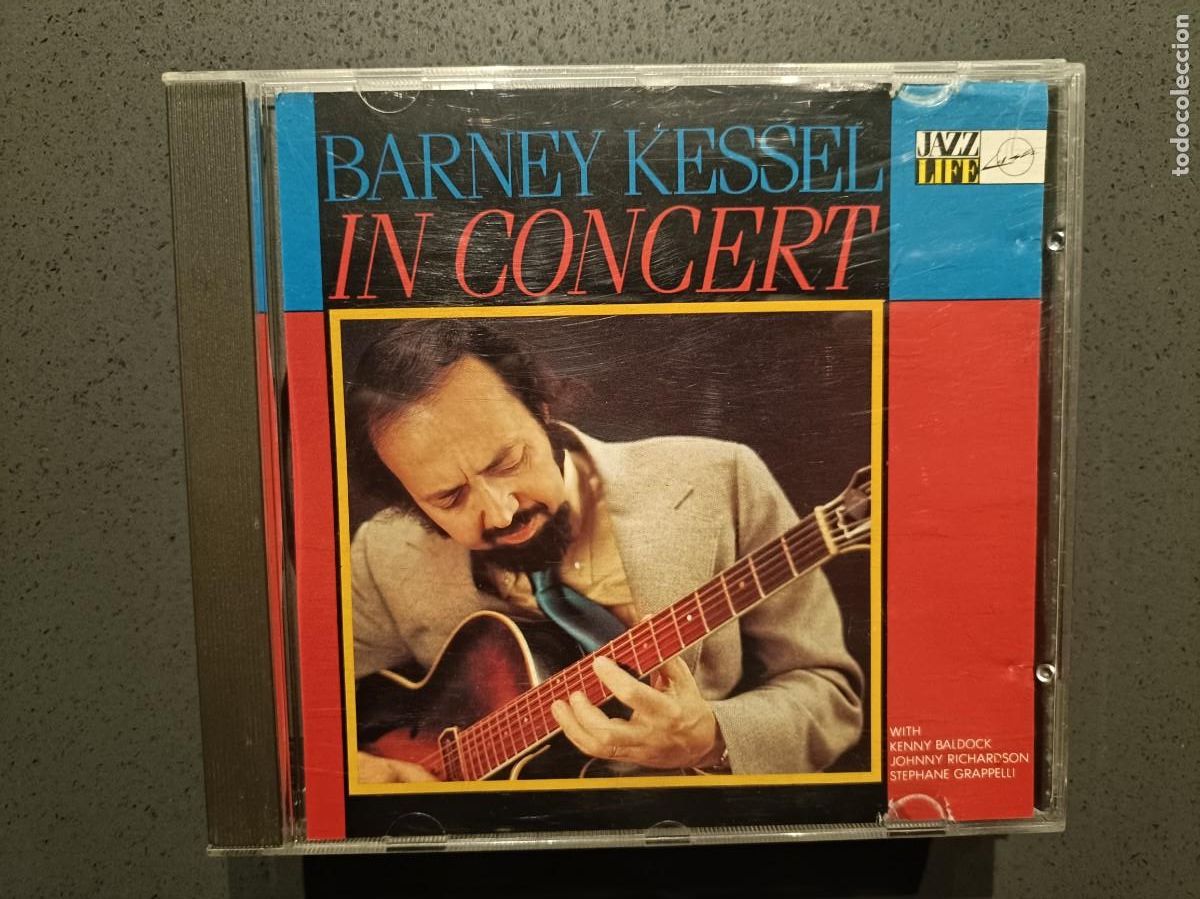 BARNEY KESSEL
IN CONCERT
JAZZ
LIFE
WITH
KENNY BALDOCK
JOHNNY RICHARDSON
STEPHANE GRAPPELLI
todocoleccion